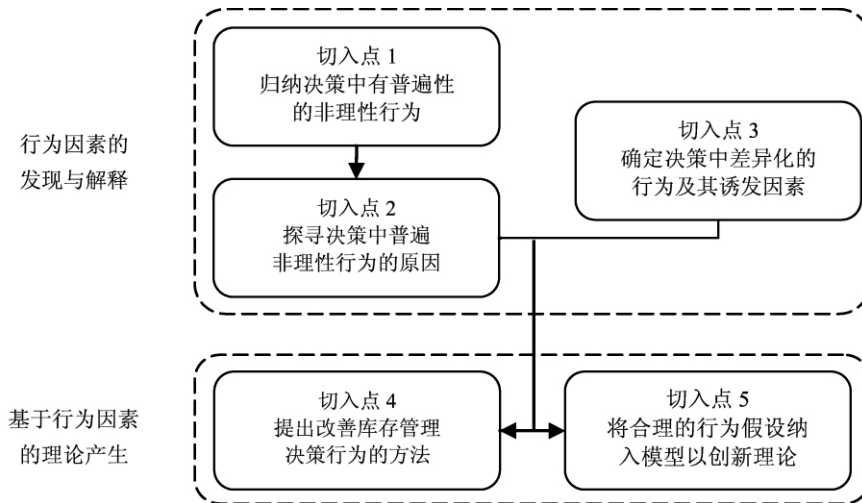 切入点 1
归纳决策中有普遍性
的非理性行为
切入点 3
确定决策中差异化的
行为及其诱发因素
行为因素的
发现与解释
切入点 2
探寻决策中普遍
非理性行为的原因
切入点 4
提出改善库存管理
决策行为的方法
切入点 5
将合理的行为假设纳
入模型以创新理论
基于行为因素
的理论产生